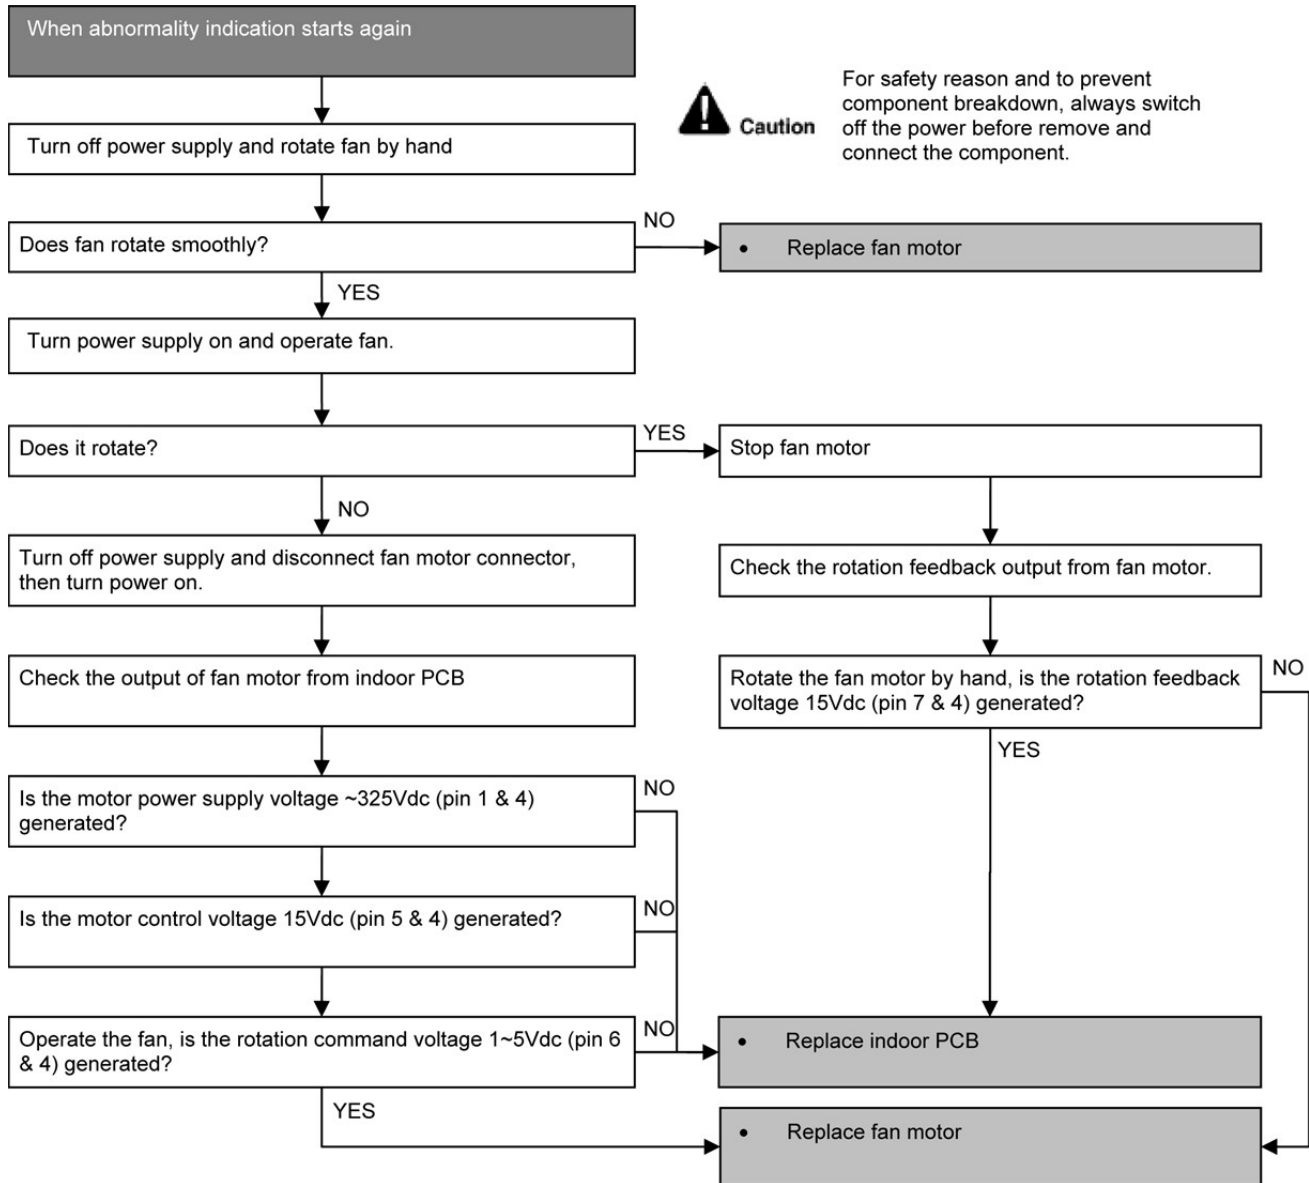 When abnormality indication starts again
For safety reason and to prevent
component breakdown, always switch
off the power before remove and
connect the component.
Caution
Turn off power supply and rotate fan by hand
Does fan rotate smoothly?
NO
• Replace fan motor
YES
Turn power supply on and operate fan.
Does it rotate?
YES
Stop fan motor
NO
Turn off power supply and disconnect fan motor connector,
then turn power on.
Check the rotation feedback output from fan motor.
Check the output of fan motor from indoor PCB
Rotate the fan motor by hand, is the rotation feedback
voltage 15Vdc (pin 7 & 4) generated?
NO
YES
Is the motor power supply voltage ~325Vdc (pin 1 & 4)
generated?
NO
Is the motor control voltage 15Vdc (pin 5 & 4) generated?
NO
Operate the fan, is the rotation command voltage 1~5Vdc (pin 6
& 4) generated?
NO
• Replace indoor PCB
YES
• Replace fan motor